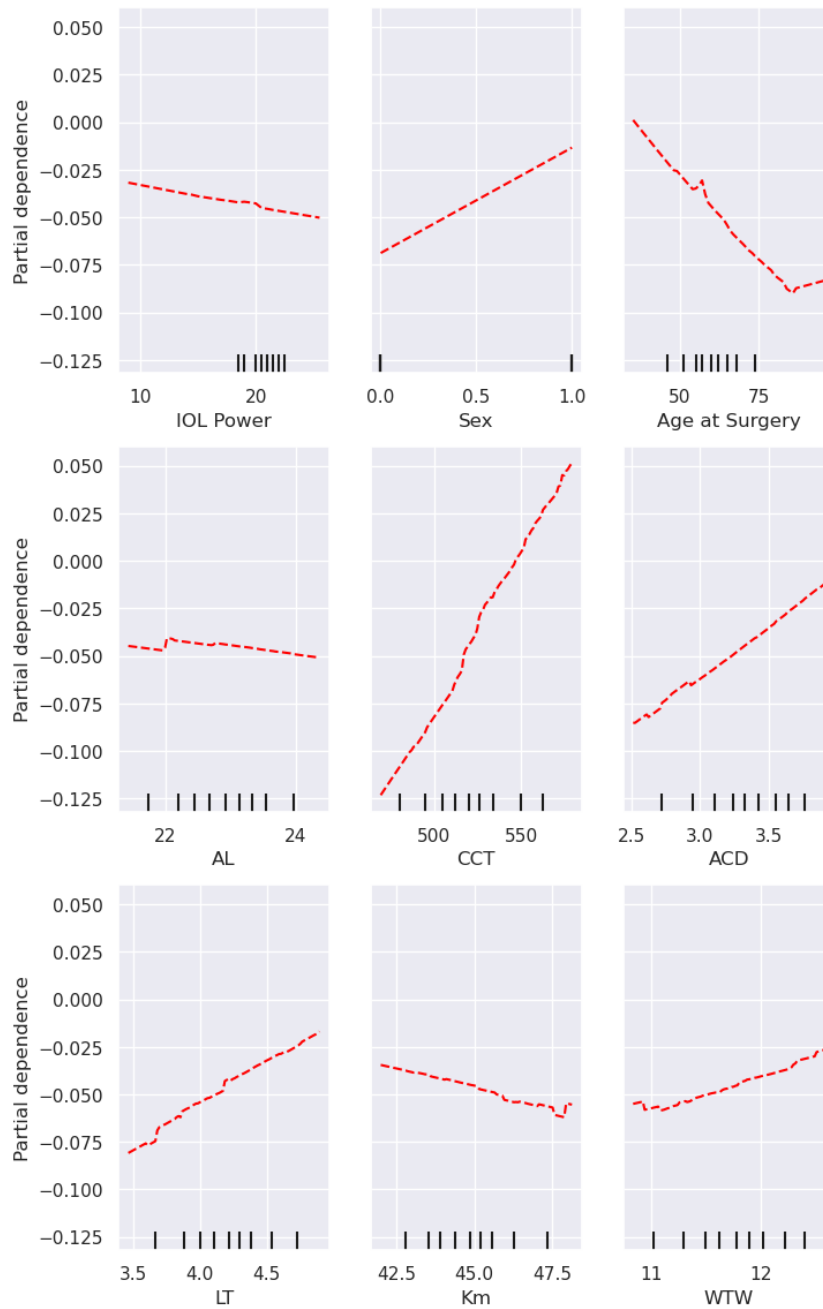 0.050
0.025
0.000
−0.025
−0.050
−0.075
−0.100
−0.125
Partial dependence
10 20
IOL Power
0.0 0.5 1.0
Sex
50 75
Age at Surgery
0.050
0.025
0.000
−0.025
−0.050
−0.075
−0.100
−0.125
Partial dependence
22 24
AL
500 550
CCT
2.5 3.0 3.5
ACD
0.050
0.025
0.000
−0.025
−0.050
−0.075
−0.100
−0.125
Partial dependence
3.5 4.0 4.5
LT
42.5 45.0 47.5
Km
11 12
WTW